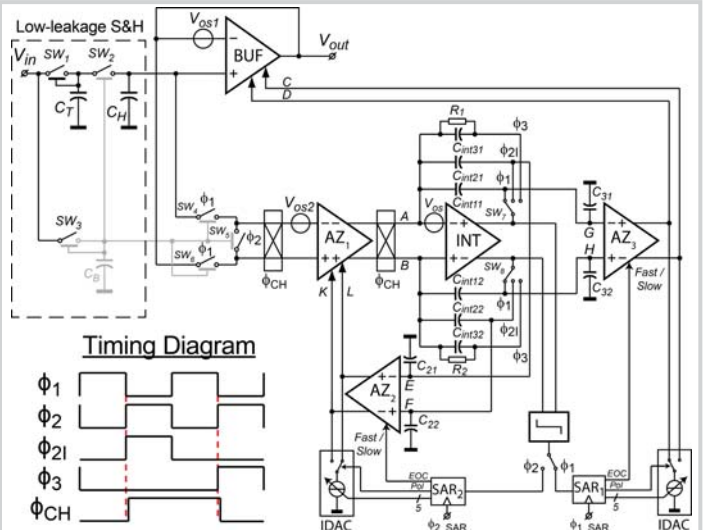 Low-leakage S&H
Vin
SW1
SW2
CT
CH
SW3
CB
Vos1
BUF
Vout
C
D
SW4
ϕ1
SW5
ϕ2
SW6
ϕ1
ϕCH
Vos2
AZ1
K
L
ϕCH
A
B
R1
Cint31
Cint21
Cint11
ϕ3
ϕ2I
ϕ1
SW7
Vos
INT
SW8
ϕ1
ϕ2I
ϕ3
Cint12
Cint22
Cint32
R2
C31
G
H
C32
AZ3
Fast /
Slow
C21
E
F
C22
AZ2
Fast /
Slow
Timing Diagram
ϕ1
ϕ2
ϕ2I
ϕ3
ϕCH
IDAC
EOC
Pol
5
SAR2
ϕ2_SAR
ϕ2
ϕ1
SAR1
ϕ1_SAR
EOC
Pol
5
IDAC